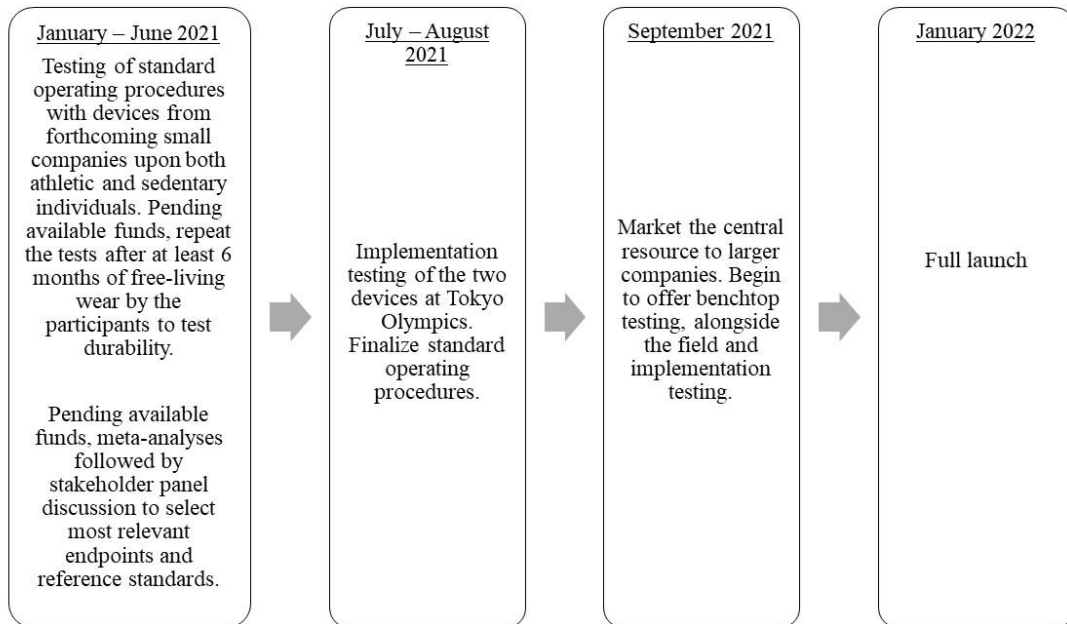 January – June 2021
Testing of standard
operating procedures
with devices from
forthcoming small
companies upon both
athletic and sedentary
individuals. Pending
available funds, repeat
the tests after at least 6
months of free-living
wear by the
participants to test
durability.
Pending available
funds, meta-analyses
followed by
stakeholder panel
discussion to select
most relevant
endpoints and
reference standards.
July – August
2021
Implementation
testing of the two
devices at Tokyo
Olympics.
Finalize standard
operating
procedures.
September 2021
Market the central
resource to larger
companies. Begin
to offer benchtop
testing, alongside
the field and
implementation
testing.
January 2022
Full launch